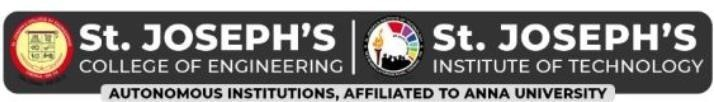 St. JOSEPH'S
COLLEGE OF ENGINEERING
St. JOSEPH'S
INSTITUTE OF TECHNOLOGY
AUTONOMOUS INSTITUTIONS, AFFILIATED TO ANNA UNIVERSITY